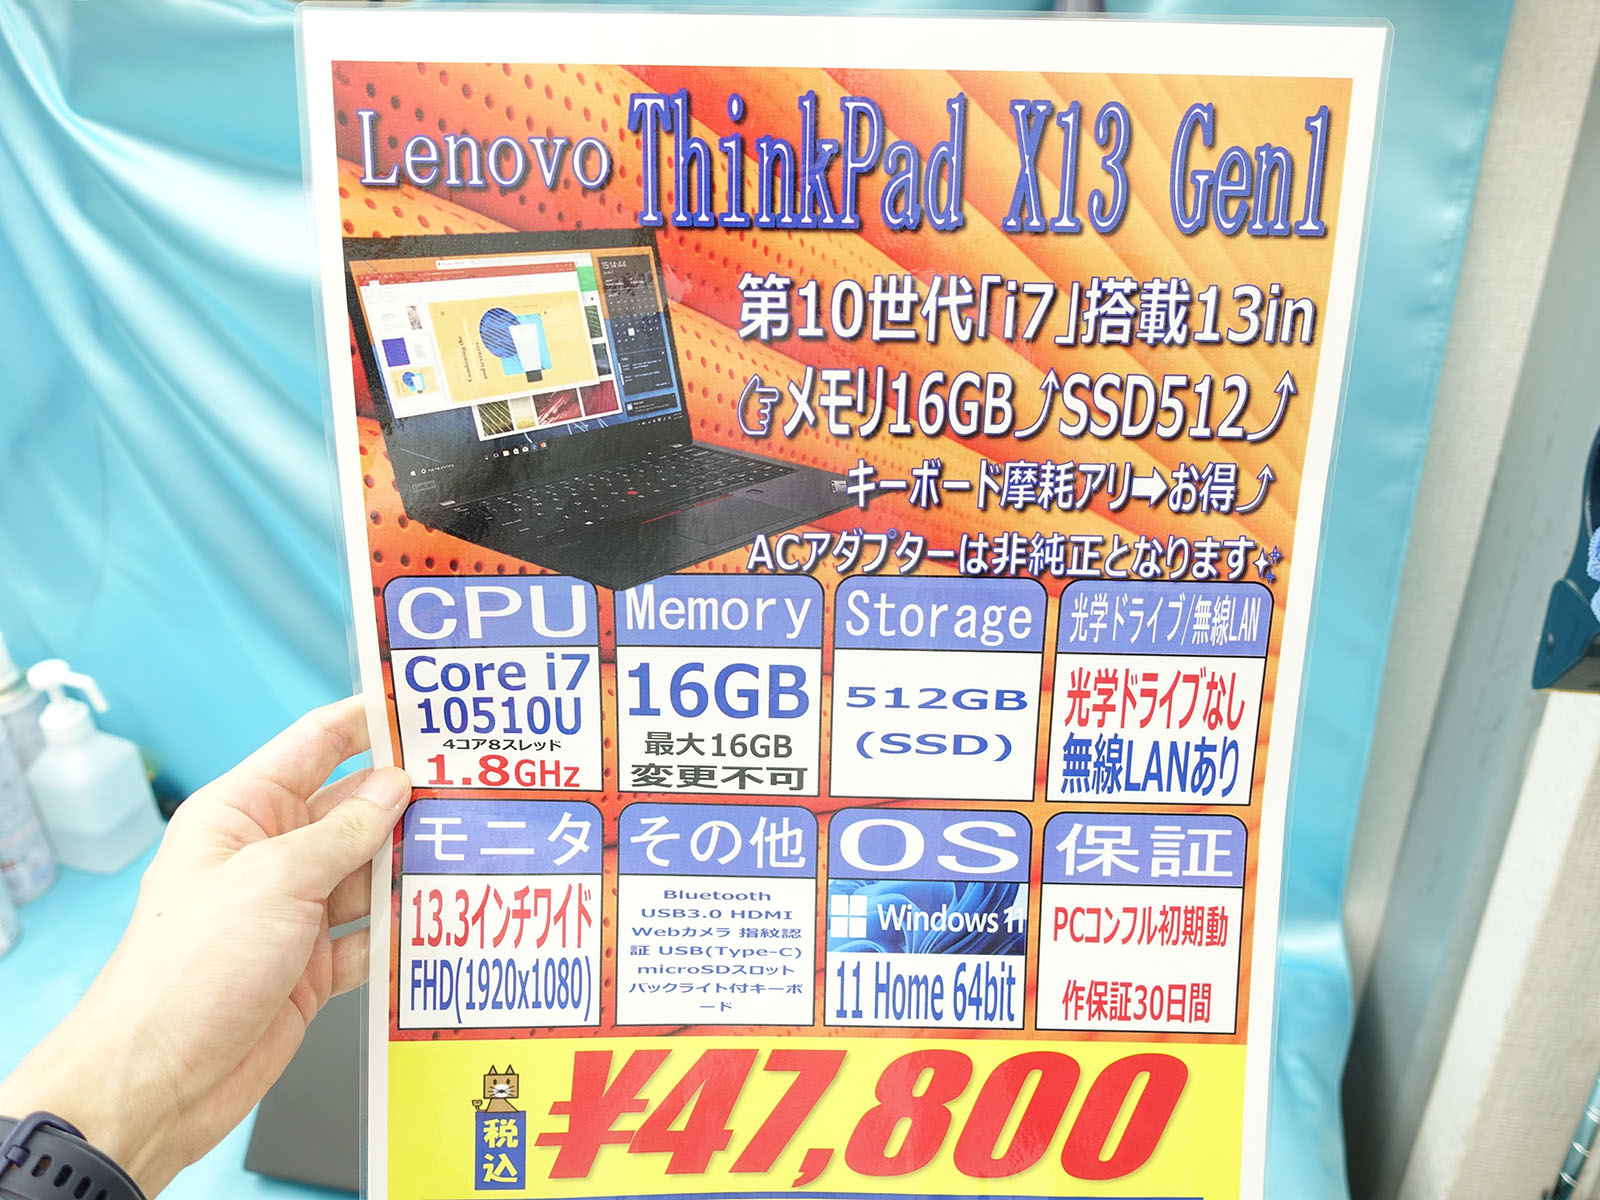 Lenovo ThinkPad X13 Gen1
第10世代「i7」搭載13in
☞メモリ16GB⤴SSD512⤴
キーボード摩耗アリ➡お得⤴
ACアダプターは非純正となります✨
CPU
Core i7
10510U
4コア8スレッド
1.8GHz
Memory
16GB
最大16GB
変更不可
Storage
512GB
(SSD)
光学ドライブ/無線LAN
光学ドライブなし
無線LANあり
モニタ
13.3インチワイド
FHD(1920x1080)
その他
Bluetooth
USB3.0 HDMI
Webカメラ 指紋認
証 USB(Type-C)
microSDスロット
バックライト付キーボ
ード
OS
Windows 11
11 Home 64bit
保証
PCコンフル初期動
作保証30日間
税込
¥47,800